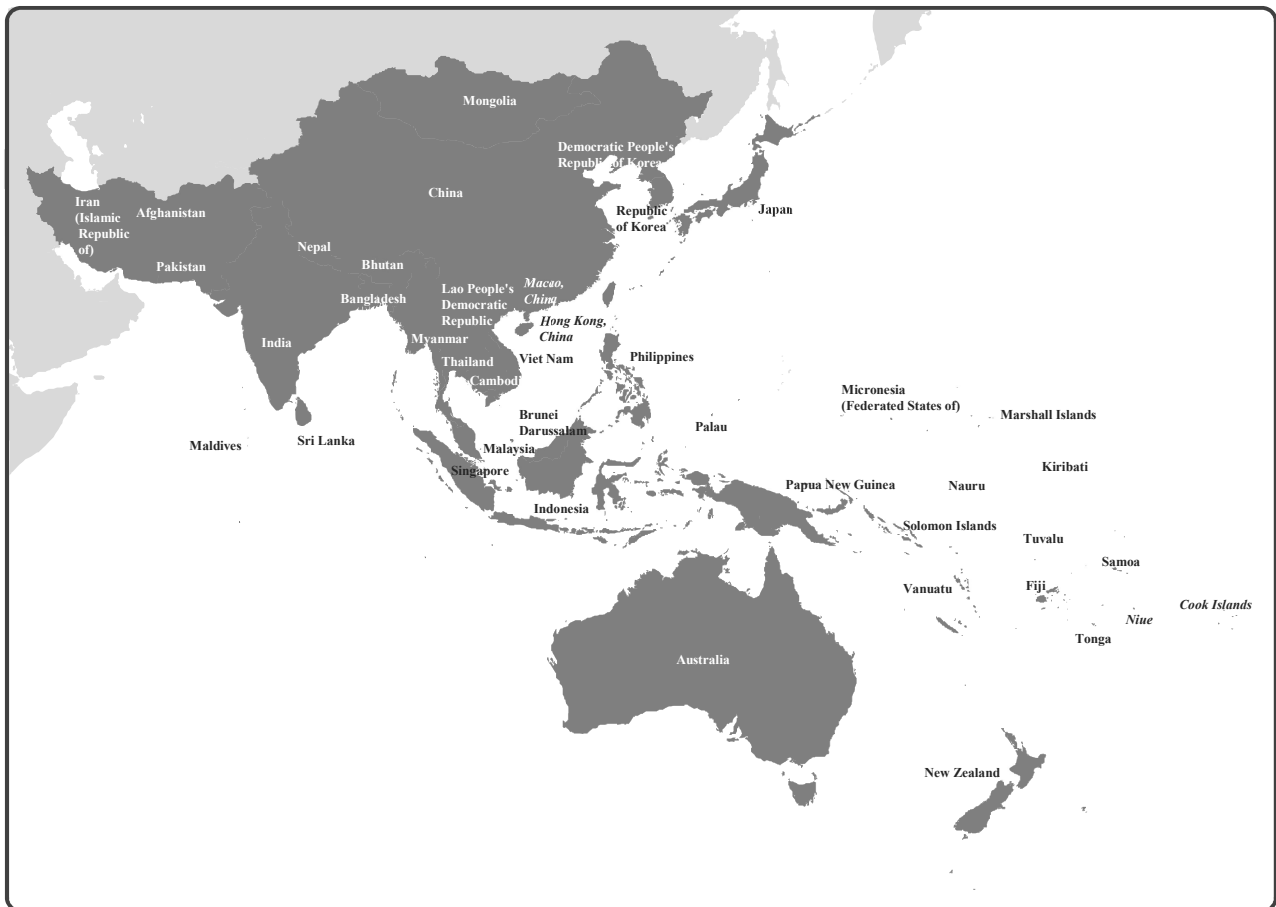 Mongolia
Democratic People's
Republic of Korea
China
Iran
(Islamic
Republic
of)
Afghanistan
Republic
of Korea
Japan
Nepal
Pakistan
Bhutan
Lao People's
Democratic
Republic
Macao,
China
Bangladesh
Hong Kong,
China
India
Myanmar
Viet Nam
Philippines
Thailand
Cambodi
Micronesia
(Federated States of)
Marshall Islands
Brunei
Darussalam
Palau
Maldives
Sri Lanka
Malaysia
Singapore
Kiribati
Papua New Guinea
Nauru
Indonesia
Solomon Islands
Tuvalu
Samoa
Vanuatu
Fiji
Cook Islands
Niue
Tonga
Australia
New Zealand